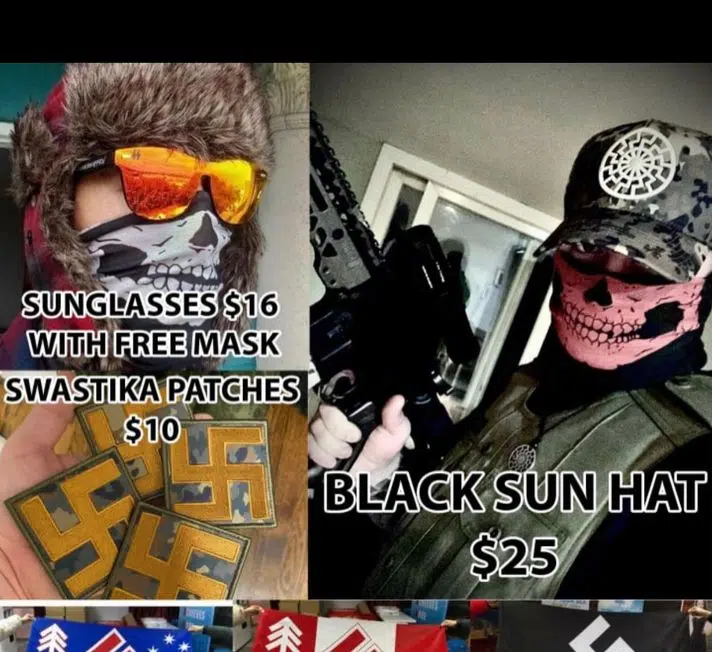 SUNGLASSES $16
WITH FREE MASK
SWASTIKA PATCHES
$10
BLACK SUN HAT
$25